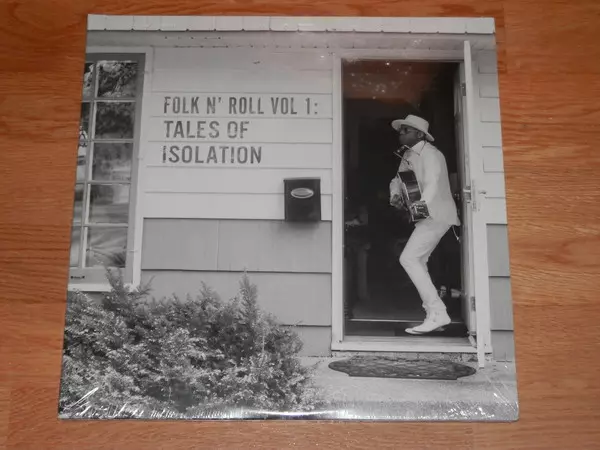 FOLK N' ROLL VOL 1:
TALES OF
ISOLATION